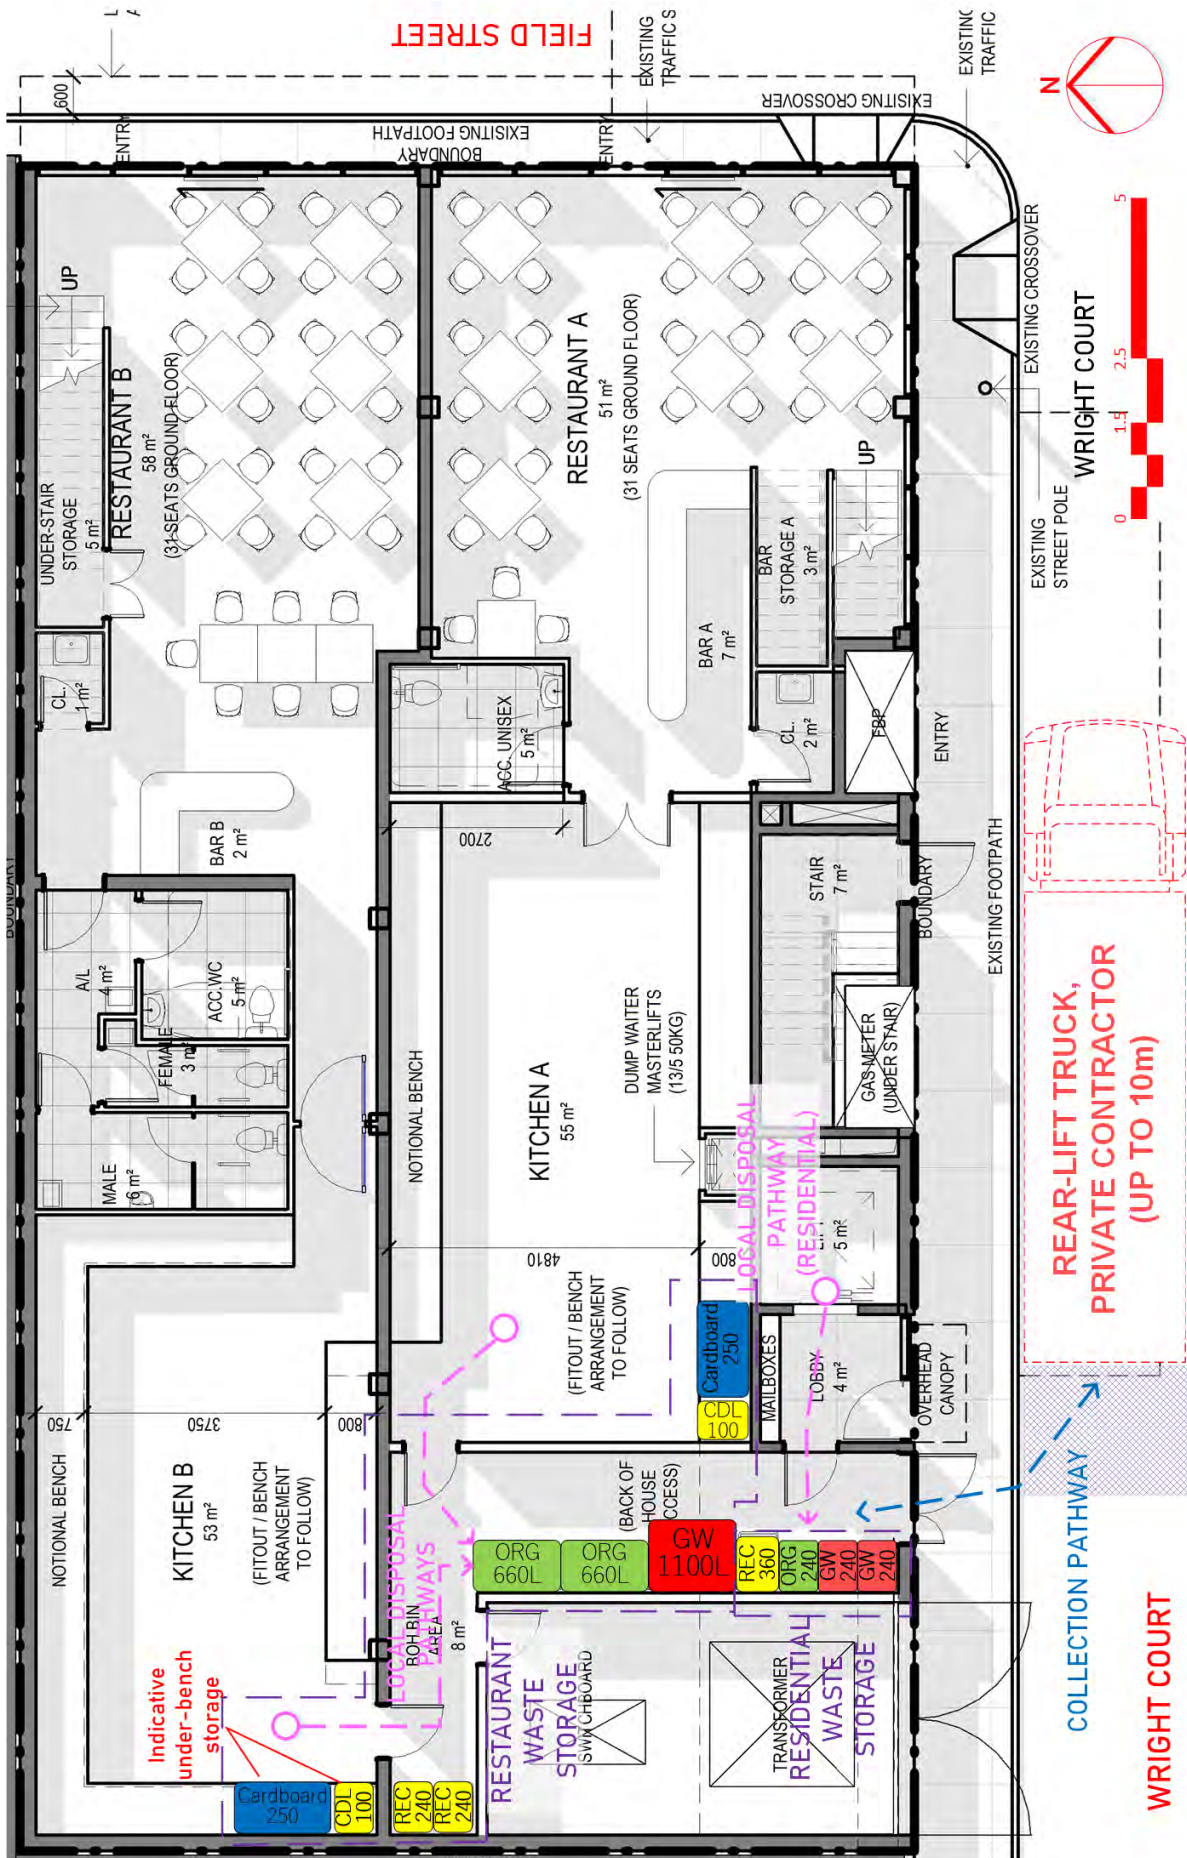 FIELD STREET
600
EXISTING
TRAFFIC S
EXISTING
TRAFFIC
N
EXISITNG CROSSOVER
EXISITING FOOTPATH
BOUNDARY
ENTRY
ENTRY
UP
RESTAURANT B
58 m²
(31 SEATS GROUND FLOOR)
UNDER-STAIR
STORAGE
5 m²
CL.
1 m²
RESTAURANT A
51 m²
(31 SEATS GROUND FLOOR)
UP
BAR
STORAGE A
3 m²
BAR A
7 m²
CL.
2 m²
FBP
ACC. UNISEX
5 m²
2700
ENTRY
EXISTING CROSSOVER
WRIGHT COURT
EXISTING
STREET POLE
0
1.5
2.5
5
BAR B
2 m²
BOUNDARY
A/L
4 m²
ACC.WC
5 m²
FEMALE
3 m²
MALE
6 m²
NOTIONAL BENCH
KITCHEN A
55 m²
DUMP WAITER
MASTERLIFTS
(13/5 50KG)
STAIR
7 m²
GAS METER
(UNDER STAIR)
BOUNDARY
EXISTING FOOTPATH
REAR-LIFT TRUCK,
PRIVATE CONTRACTOR
(UP TO 10m)
LOCAL DISPOSAL
PATHWAY
(RESIDENTIAL)
5 m²
4810
800
(FITOUT / BENCH
ARRANGEMENT
TO FOLLOW)
Cardboard
250
CDL
100
MAILBOXES
LOBBY
4 m²
OVERHEAD
CANOPY
750
3750
800
NOTIONAL BENCH
KITCHEN B
53 m²
(FITOUT / BENCH
ARRANGEMENT
TO FOLLOW)
(BACK OF
HOUSE
CCESS)
LOCAL DISPOSAL
PATHWAYS
BOH BIN
AREA
8 m²
ORG
660L
ORG
660L
GW
1100L
REC
360
ORG
240
GW
240
GW
240
COLLECTION PATHWAY
WRIGHT COURT
Indicative
under-bench
storage
Cardboard
250
CDL
100
REC
240
REC
240
RESTAURANT
WASTE
STORAGE
SWITCHBOARD
TRANSFORMER
RESIDENTIAL
WASTE
STORAGE